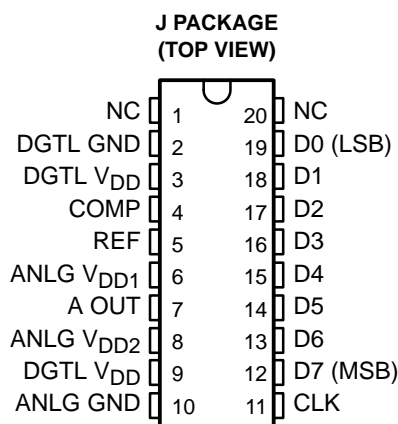 J PACKAGE
(TOP VIEW)
NC 1 20 NC
DGTL GND 2 19 D0 (LSB)
DGTL VDD 3 18 D1
COMP 4 17 D2
REF 5 16 D3
ANLG VDD1 6 15 D4
A OUT 7 14 D5
ANLG VDD2 8 13 D6
DGTL VDD 9 12 D7 (MSB)
ANLG GND 10 11 CLK